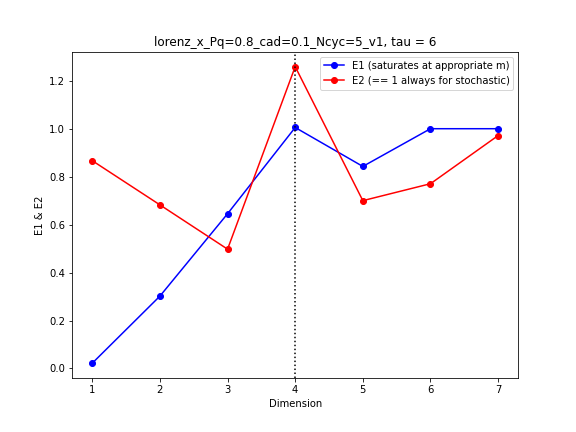 lorenz_x_Pq=0.8_cad=0.1_Ncyc=5_v1, tau = 6
E1 (saturates at appropriate m)
E2 (== 1 always for stochastic)
E1 & E2
1.2
1.0
0.8
0.6
0.4
0.2
0.0
1 2 3 4 5 6 7
Dimension